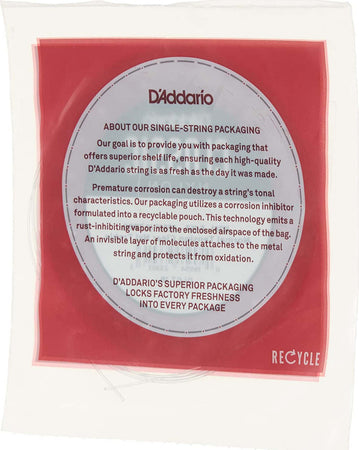 D'Addario
ABOUT OUR SINGLE-STRING PACKAGING
Our goal is to provide you with packaging that
offers superior shelf life, ensuring each high-quality
D'Addario string is as fresh as the day it was made.
Premature corrosion can destroy a string's tonal
characteristics. Our packaging utilizes a corrosion inhibitor
formulated into a recyclable pouch. This technology emits a
rust-inhibiting vapor into the enclosed airspace of the bag.
An invisible layer of molecules attaches to the metal
string and protects it from oxidation.
D'ADDARIO'S SUPERIOR PACKAGING
LOCKS FACTORY FRESHNESS
INTO EVERY PACKAGE
RECYCLE